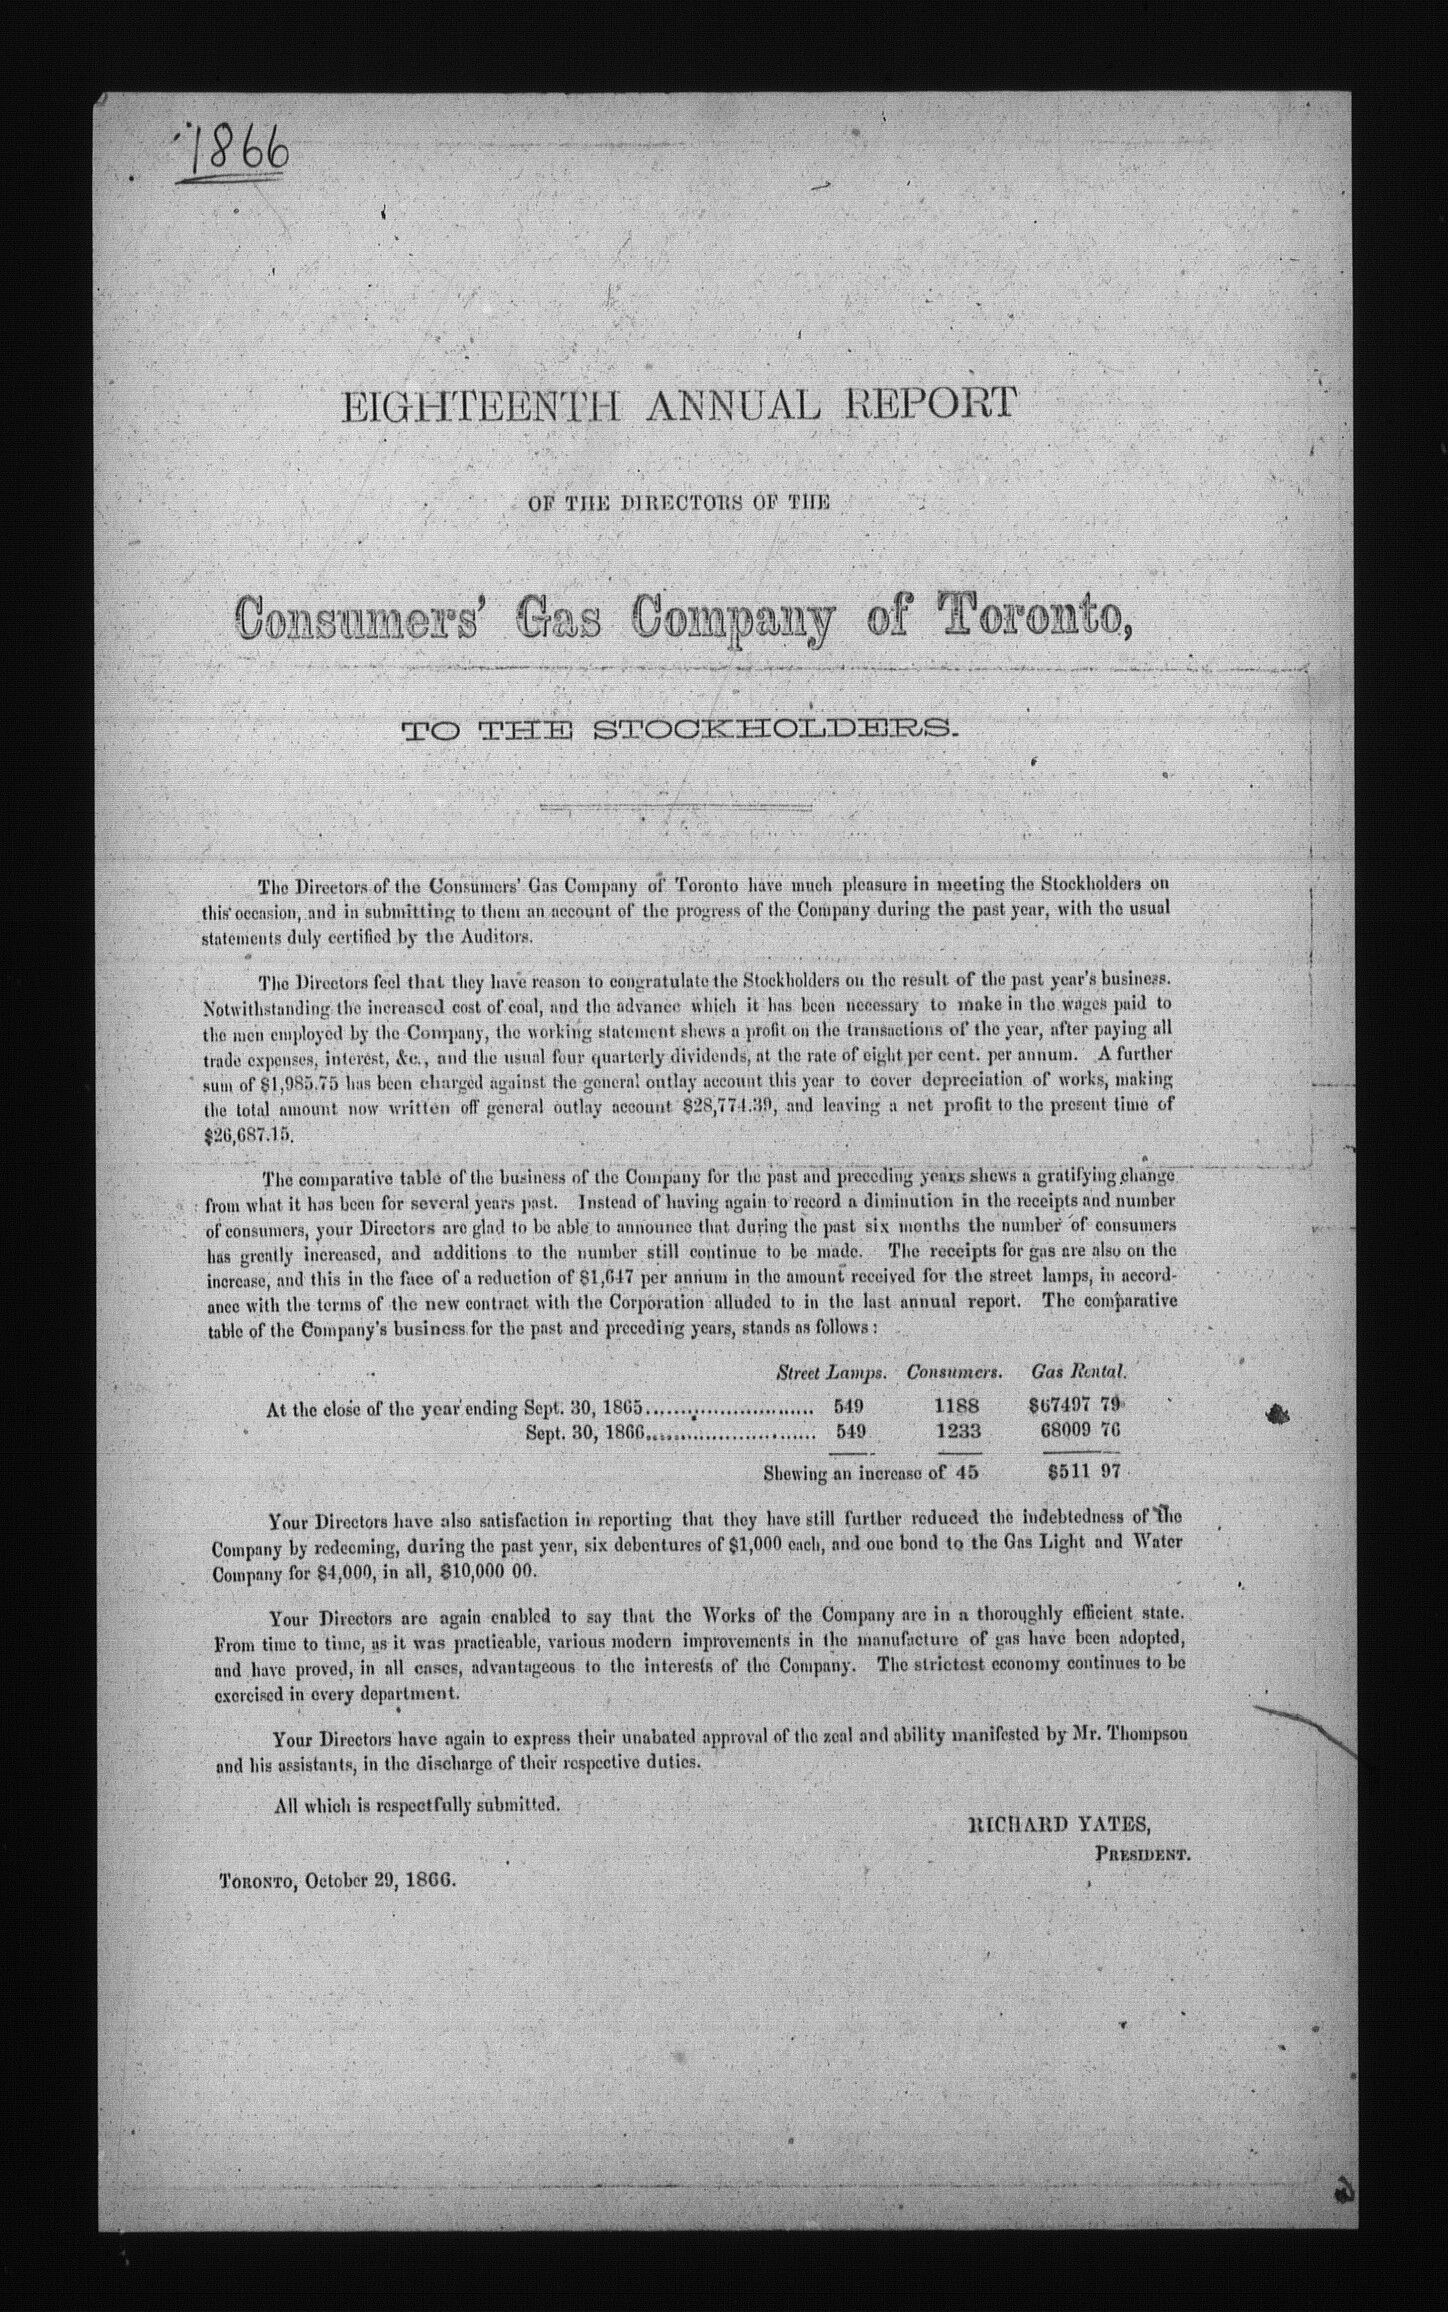 1866
EIGHTEENTH ANNUAL REPORT
OF THE DIRECTORS OF THE
Consumers' Gas Company of Toronto,
TO THE STOCKHOLDERS.
The Directors of the Consumers' Gas Company of Toronto have much pleasure in meeting the Stockholders on
this occasion, and in submitting to them an account of the progress of the Company during the past year, with the usual
statements duly certified by the Auditors.
The Directors feel that they have reason to congratulate the Stockholders on the result of the past year's business.
Notwithstanding the increased cost of coal, and the advance which it has been necessary to make in the wages paid to
the men employed by the Company, the working statement shews a profit on the transactions of the year, after paying all
trade expenses, interest, &c., and the usual four quarterly dividends, at the rate of eight per cent. per annum. A further
sum of $1,985.75 has been charged against the general outlay account this year to cover depreciation of works, making
the total amount now written off general outlay account $28,774.39, and leaving a net profit to the present time of
$26,687.15.
The comparative table of the business of the Company for the past and preceding years shews a gratifying change
from what it has been for several years past. Instead of having again to record a diminution in the receipts and number
of consumers, your Directors are glad to be able to announce that during the past six months the number of consumers
has greatly increased, and additions to the number still continue to be made. The receipts for gas are also on the
increase, and this in the face of a reduction of $1,647 per annum in the amount received for the street lamps, in accord-
ance with the terms of the new contract with the Corporation alluded to in the last annual report. The comparative
table of the Company's business for the past and preceding years, stands as follows:
Street Lamps. Consumers. Gas Rental.
At the close of the year ending Sept. 30, 1865........................... 549 1188 $67497 79
Sept. 30, 1866........................... 549 1233 68009 76
Shewing an increase of 45 $511 97
Your Directors have also satisfaction in reporting that they have still further reduced the indebtedness of the
Company by redeeming, during the past year, six debentures of $1,000 each, and one bond to the Gas Light and Water
Company for $4,000, in all, $10,000 00.
Your Directors are again enabled to say that the Works of the Company are in a thoroughly efficient state.
From time to time, as it was practicable, various modern improvements in the manufacture of gas have been adopted,
and have proved, in all cases, advantageous to the interests of the Company. The strictest economy continues to be
exercised in every department.
Your Directors have again to express their unabated approval of the zeal and ability manifested by Mr. Thompson
and his assistants, in the discharge of their respective duties.
All which is respectfully submitted.
RICHARD YATES,
PRESIDENT.
TORONTO, October 29, 1866.